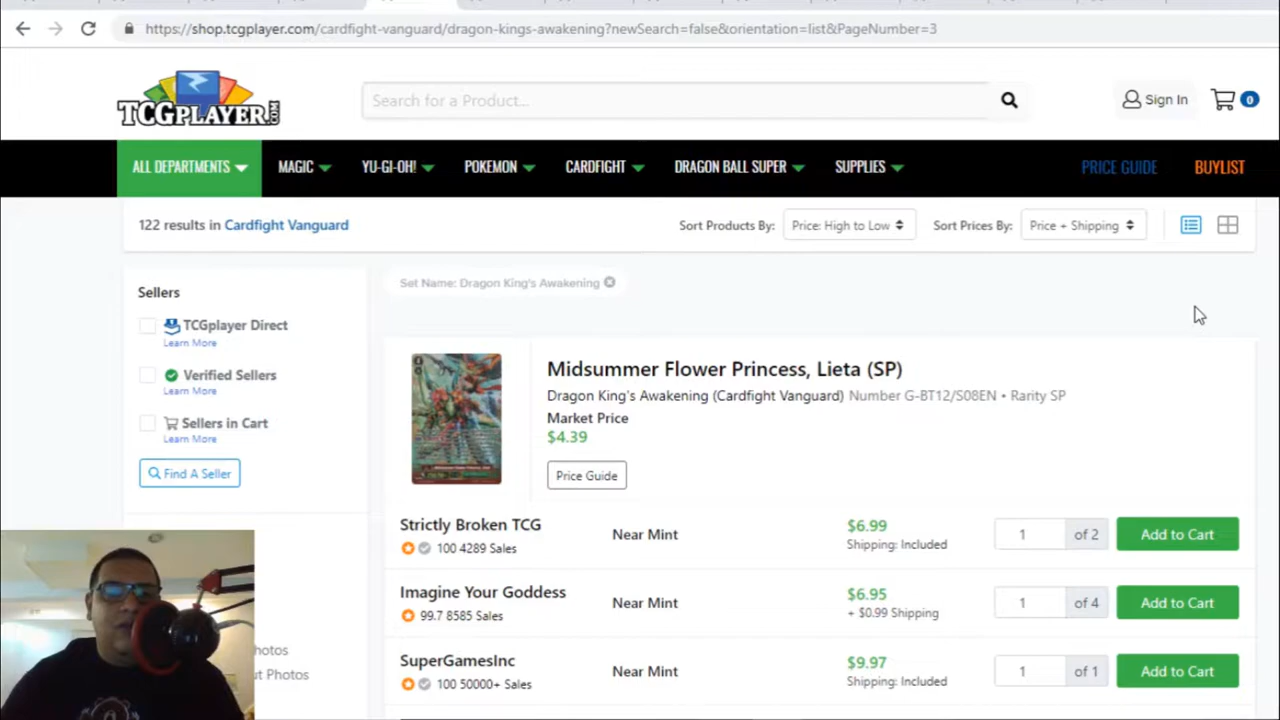 https://shop.tcgplayer.com/cardfight-vanguard/dragon-kings-awakening?newSearch=false&orientation=list&PageNumber=3
TCGPLAYER.COM
Search for a Product...
Sign In
0
ALL DEPARTMENTS MAGIC YU-GI-OH! POKEMON CARDFIGHT DRAGON BALL SUPER SUPPLIES PRICE GUIDE BUYLIST
122 results in Cardfight Vanguard
Sort Products By: Price: High to Low Sort Prices By: Price + Shipping
Sellers
TCGplayer Direct
Learn More
Verified Sellers
Learn More
Sellers in Cart
Learn More
Find A Seller
Set Name: Dragon King's Awakening
Midsummer Flower Princess, Lieta (SP)
Dragon King's Awakening (Cardfight Vanguard) Number G-BT12/S08EN • Rarity SP
Market Price
$4.39
Price Guide
Strictly Broken TCG Near Mint $6.99 1 of 2 Add to Cart
100 4289 Sales Shipping: Included
Imagine Your Goddess Near Mint $6.95 1 of 4 Add to Cart
99.7 8585 Sales + $0.99 Shipping
SuperGamesInc Near Mint $9.97 1 of 1 Add to Cart
100 50000+ Sales Shipping: Included
Photos